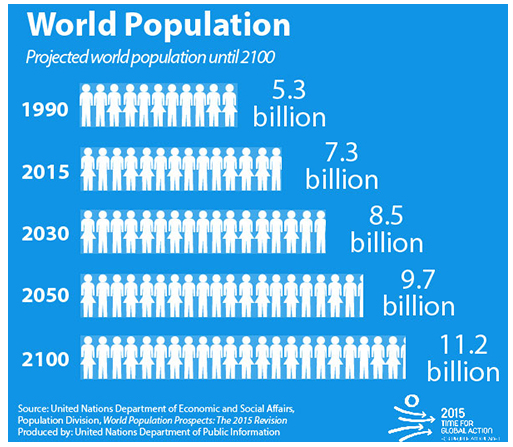 World Population
Projected world population until 2100
1990
5.3
billion
2015
7.3
billion
2030
8.5
billion
2050
9.7
billion
2100
11.2
billion
Source: United Nations Department of Economic and Social Affairs,
Population Division, World Population Prospects: The 2015 Revision
Produced by: United Nations Department of Public Information
2015
TIME FOR
GLOBAL ACTION